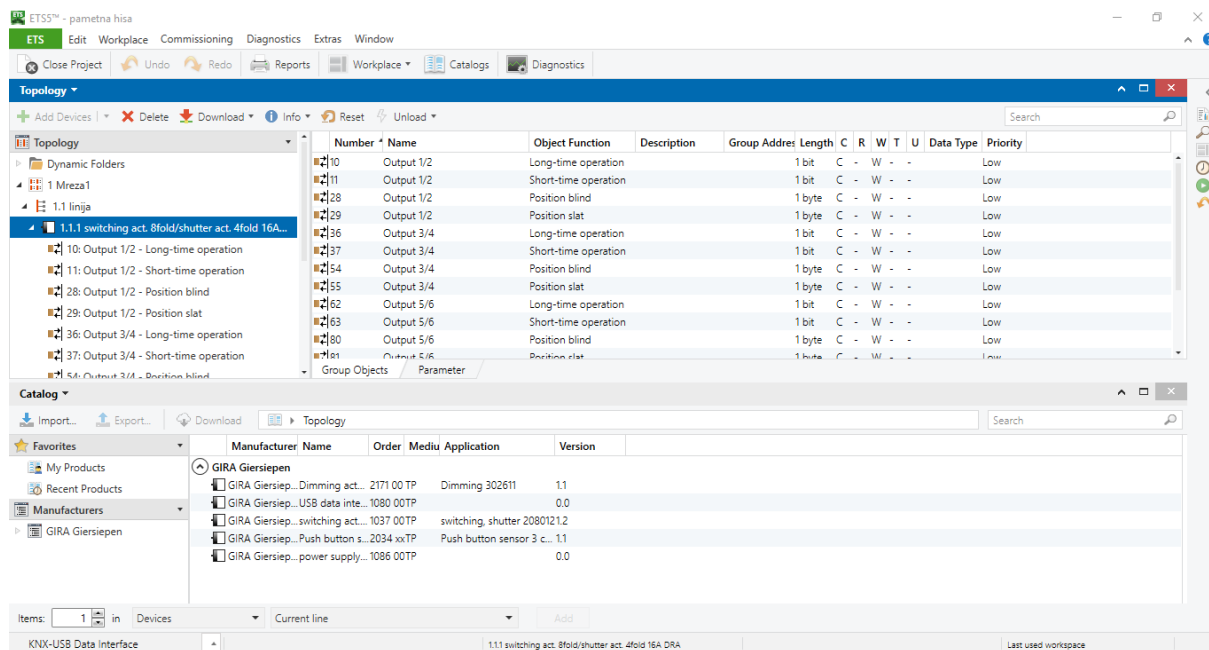 ETS5™ - pametna hisa
ETS Edit Workplace Commissioning Diagnostics Extras Window
Close Project Undo Redo Reports Workplace Catalogs Diagnostics
Topology
Add Devices Delete Download Info Reset Unload Search
Topology
Dynamic Folders
1 Mreza1
1.1 linija
1.1.1 switching act. 8fold/shutter act. 4fold 16A...
10: Output 1/2 - Long-time operation
11: Output 1/2 - Short-time operation
28: Output 1/2 - Position blind
29: Output 1/2 - Position slat
36: Output 3/4 - Long-time operation
37: Output 3/4 - Short-time operation
54: Output 3/4 - Position blind
Number Name Object Function Description Group Addres Length C R W T U Data Type Priority
10 Output 1/2 Long-time operation 1 bit C - W - - Low
11 Output 1/2 Short-time operation 1 bit C - W - - Low
28 Output 1/2 Position blind 1 byte C - W - - Low
29 Output 1/2 Position slat 1 byte C - W - - Low
36 Output 3/4 Long-time operation 1 bit C - W - - Low
37 Output 3/4 Short-time operation 1 bit C - W - - Low
54 Output 3/4 Position blind 1 byte C - W - - Low
55 Output 3/4 Position slat 1 byte C - W - - Low
62 Output 5/6 Long-time operation 1 bit C - W - - Low
63 Output 5/6 Short-time operation 1 bit C - W - - Low
80 Output 5/6 Position blind 1 byte C - W - - Low
81 Output 5/6 Position slat 1 byte C - W - - Low
Group Objects Parameter
Catalog
Import... Export... Download Topology Search
Favorites
My Products
Recent Products
Manufacturers
GIRA Giersiepen
Manufacturer Name Order Mediu Application Version
GIRA Giersiepen
GIRA Giersiep... Dimming act... 2171 00 TP Dimming 302611 1.1
GIRA Giersiep... USB data inte... 1080 00 TP 0.0
GIRA Giersiep... switching act.... 1037 00 TP switching, shutter 208012 1.2
GIRA Giersiep... Push button s... 2034 xx TP Push button sensor 3 c... 1.1
GIRA Giersiep... power supply... 1086 00 TP 0.0
Items: 1 in Devices Current line Add
KNX-USB Data Interface 1.1.1 switching act. 8fold/shutter act. 4fold 16A DRA Last used workspace